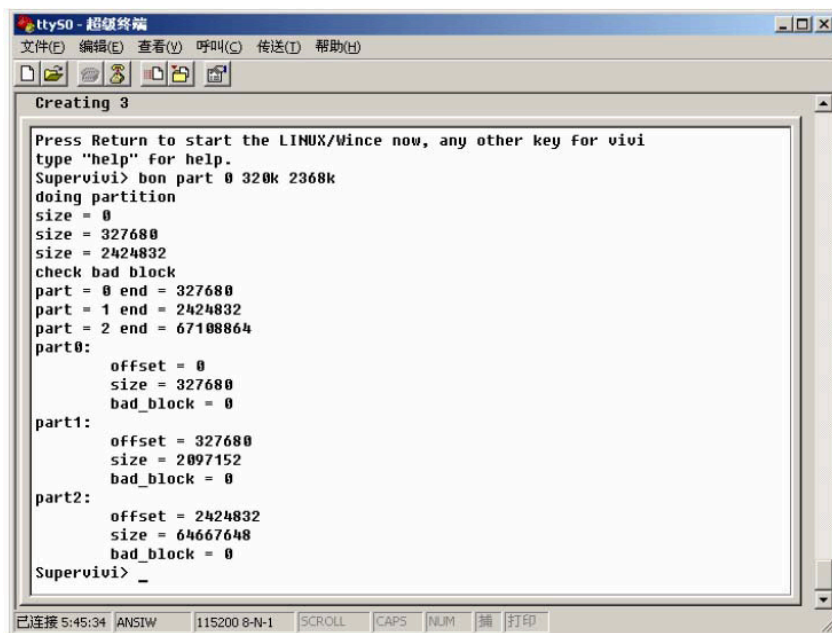 ttyS0 - 超级终端
文件(F) 编辑(E) 查看(V) 呼叫(C) 传送(T) 帮助(H)
Creating 3
Press Return to start the LINUX/Wince now, any other key for vivi
type "help" for help.
Supervivi> bon part 0 320k 2368k
doing partition
size = 0
size = 327680
size = 2424832
check bad block
part = 0 end = 327680
part = 1 end = 2424832
part = 2 end = 67108864
part0:
offset = 0
size = 327680
bad_block = 0
part1:
offset = 327680
size = 2097152
bad_block = 0
part2:
offset = 2424832
size = 64667648
bad_block = 0
Supervivi> _
已连接 5:45:34 ANSIW 115200 8-N-1 SCROLL CAPS NUM 捕 打印